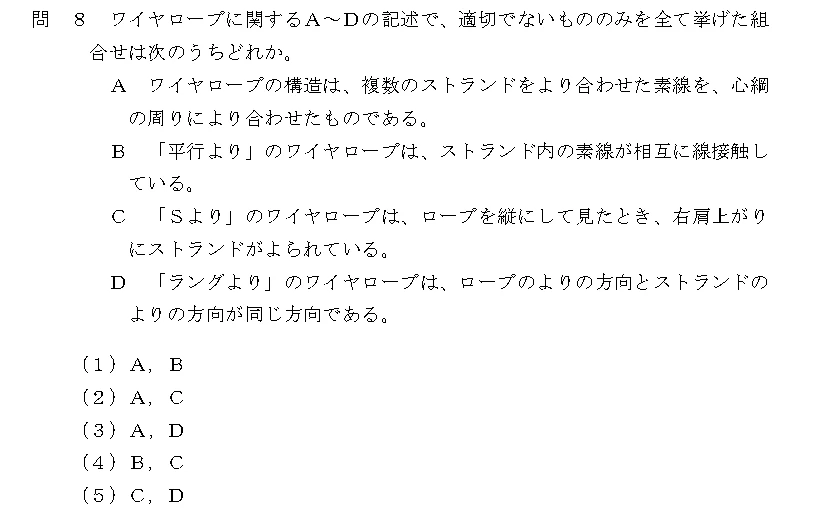 問　８　ワイヤロープに関するＡ～Ｄの記述で、適切でないもののみを全て挙げた組
合せは次のうちどれか。
Ａ　ワイヤロープの構造は、複数のストランドをより合わせた素線を、心綱
の周りにより合わせたものである。
Ｂ　「平行より」のワイヤロープは、ストランド内の素線が相互に線接触し
ている。
Ｃ　「Ｓより」のワイヤロープは、ロープを縦にして見たとき、右肩上がり
にストランドがよられている。
Ｄ　「ラングより」のワイヤロープは、ロープのよりの方向とストランドの
よりの方向が同じ方向である。
（１）Ａ，Ｂ
（２）Ａ，Ｃ
（３）Ａ，Ｄ
（４）Ｂ，Ｃ
（５）Ｃ，Ｄ